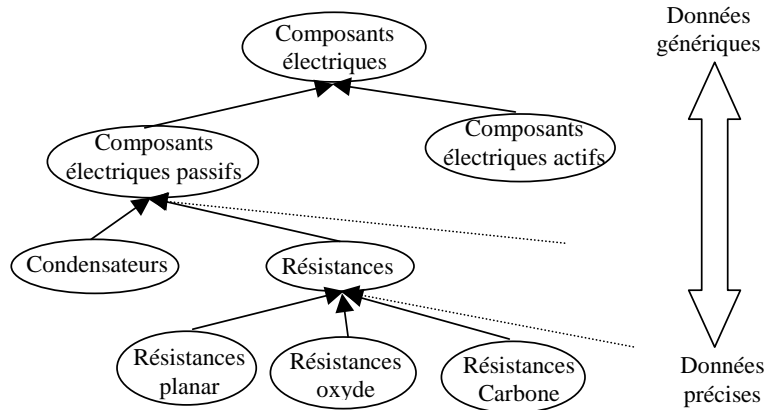 Composants
électriques
Données
génériques
Composants
électriques passifs
Composants
électriques actifs
Condensateurs
Résistances
Résistances
planar
Résistances
oxyde
Résistances
Carbone
Données
précises